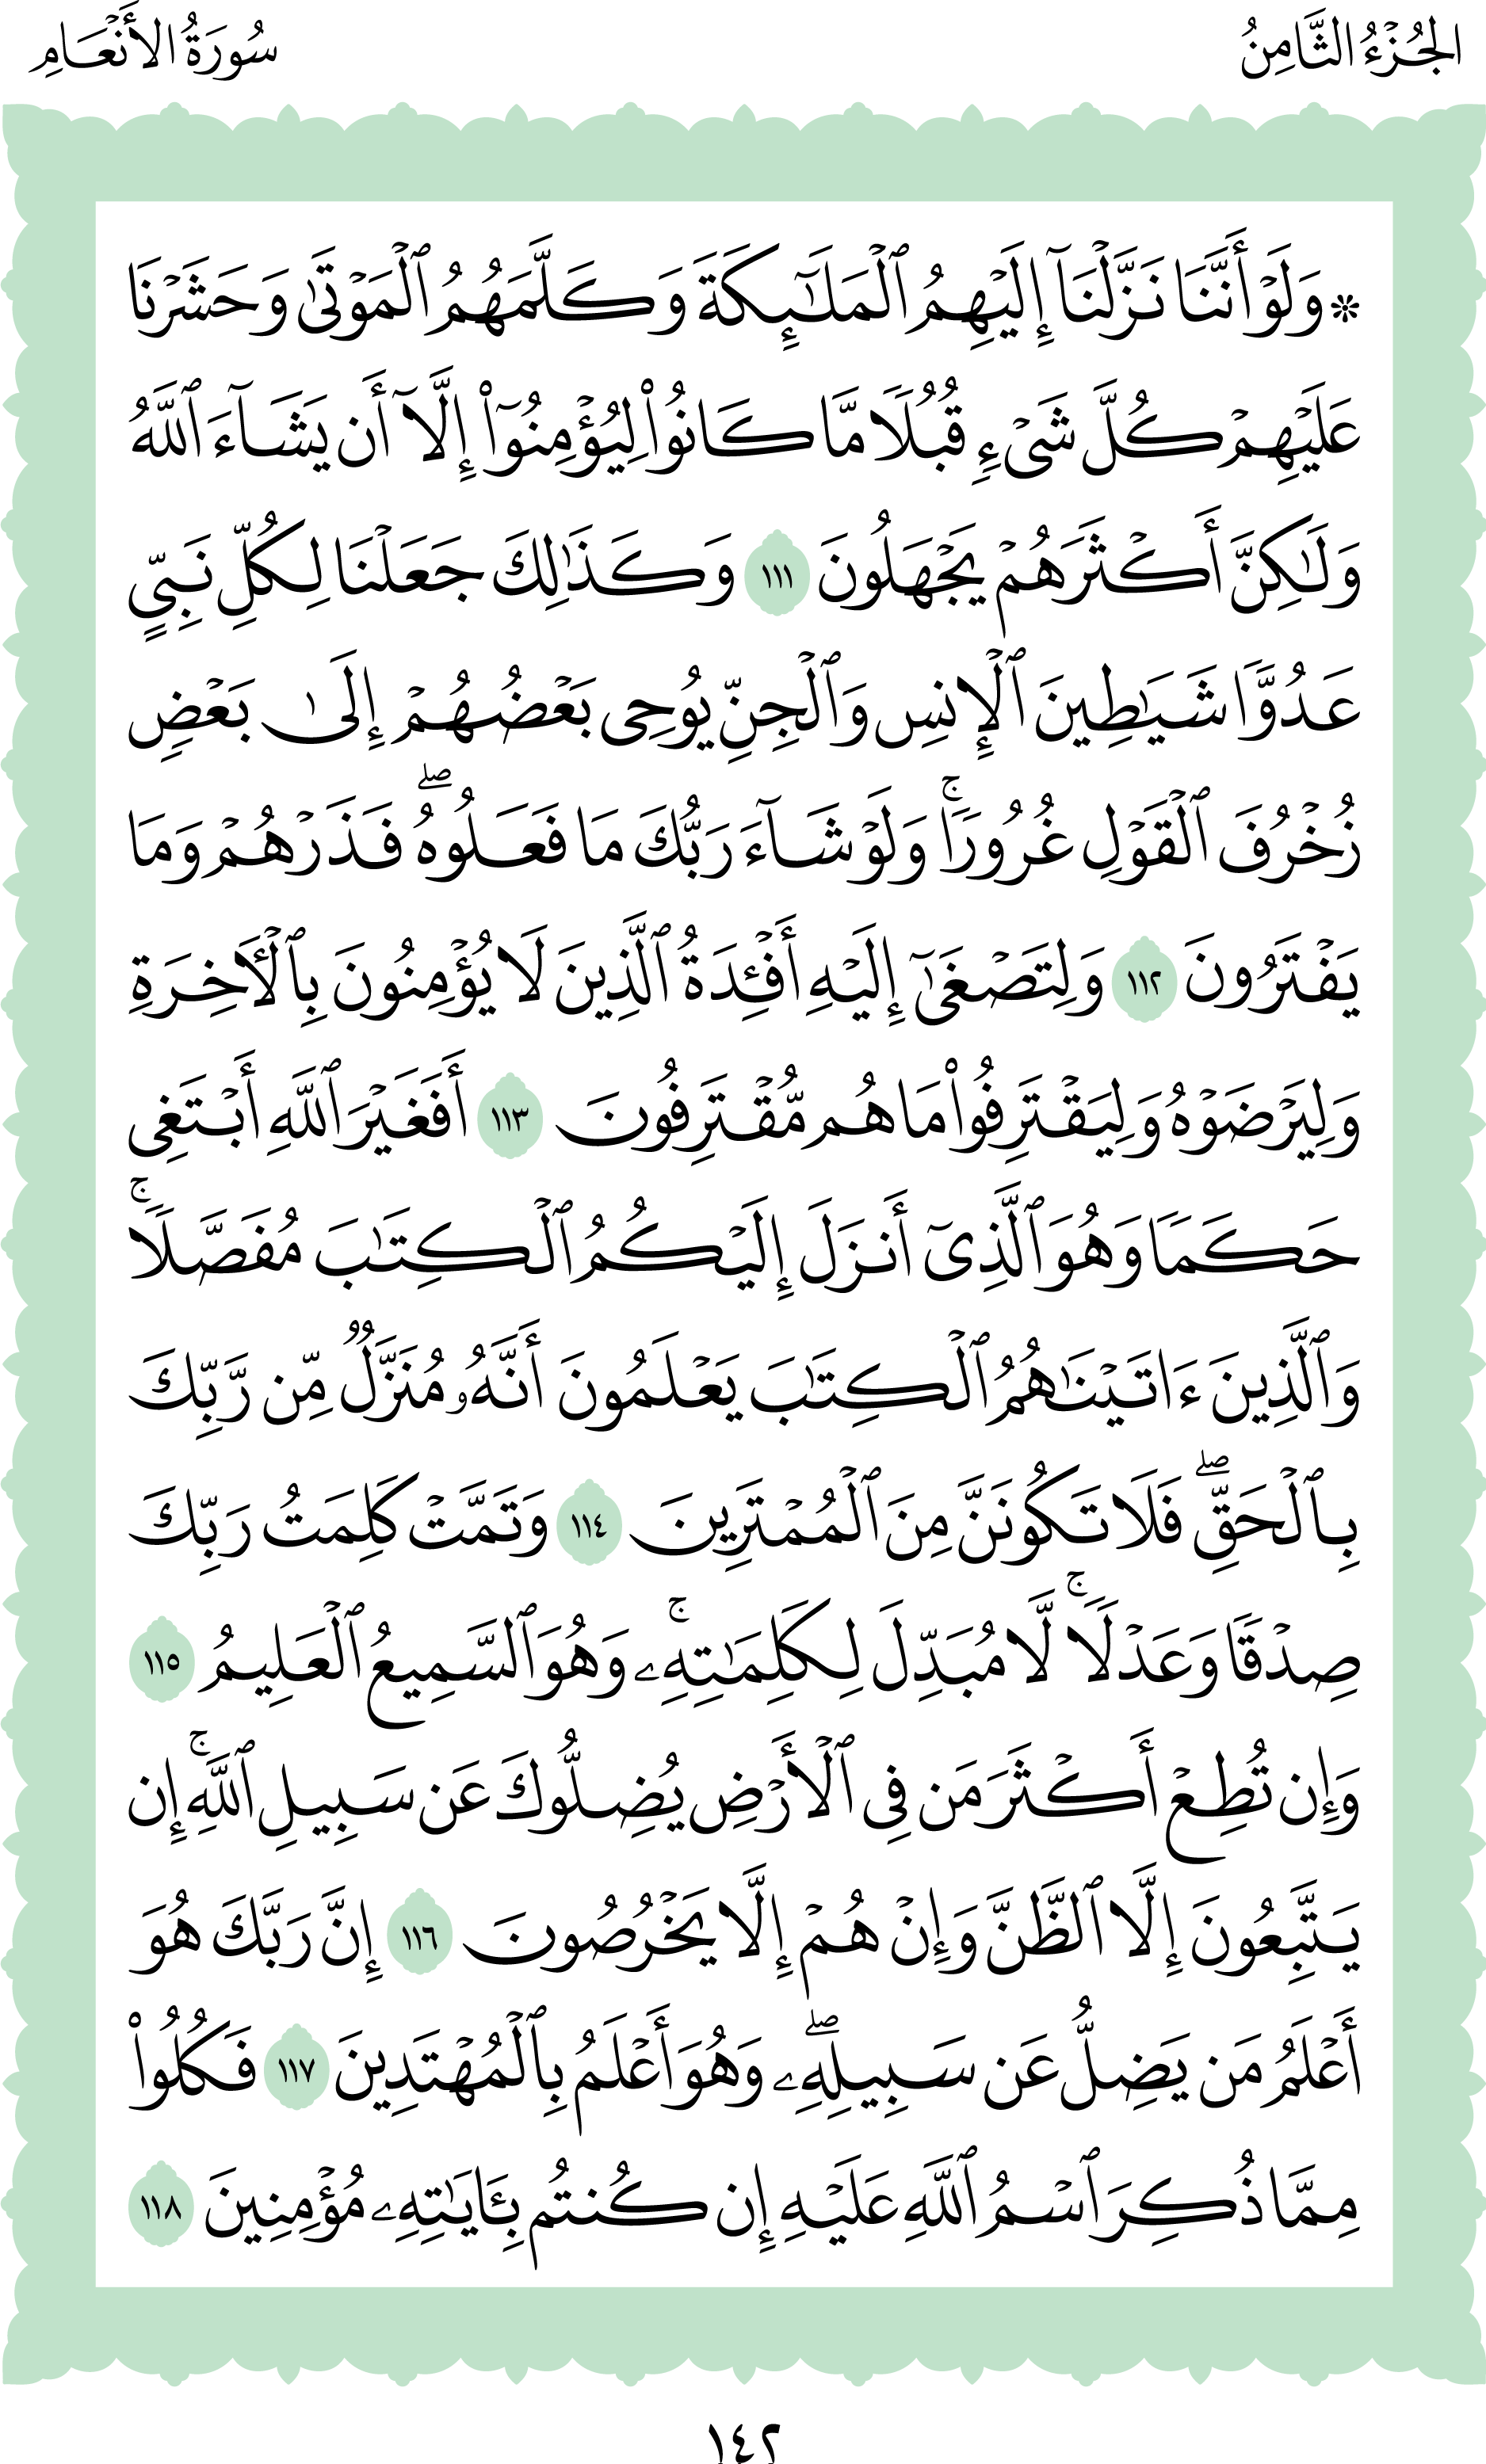 الجُزْءُ الثَّامِنُ
سُورَةُ الأَنْعَامِ
۞ وَلَوْ أَنَّنَا نَزَّلْنَآ إِلَيْهِمُ ٱلْمَلَٰٓئِكَةَ وَكَلَّمَهُمُ ٱلْمَوْتَىٰ وَحَشَرْنَا
عَلَيْهِمْ كُلَّ شَىْءٍ قُبُلًا مَّا كَانُوا۟ لِيُؤْمِنُوٓا۟ إِلَّآ أَن يَشَآءَ ٱللَّهُ
وَلَٰكِنَّ أَكْثَرَهُمْ يَجْهَلُونَ ١١١ وَكَذَٰلِكَ جَعَلْنَا لِكُلِّ نَبِىٍّ
عَدُوًّا شَيَٰطِينَ ٱلْإِنسِ وَٱلْجِنِّ يُوحِى بَعْضُهُمْ إِلَىٰ بَعْضٍ
زُخْرُفَ ٱلْقَوْلِ غُرُورًا ۚ وَلَوْ شَآءَ رَبُّكَ مَا فَعَلُوهُ ۖ فَذَرْهُمْ وَمَا
يَفْتَرُونَ ١١٢ وَلِتَصْغَىٰٓ إِلَيْهِ أَفْـِٔدَةُ ٱلَّذِينَ لَا يُؤْمِنُونَ بِٱلْـَٔاخِرَةِ
وَلِيَرْضَوْهُ وَلِيَقْتَرِفُوا۟ مَا هُم مُّقْتَرِفُونَ ١١٣ أَفَغَيْرَ ٱللَّهِ أَبْتَغِى
حَكَمًا وَهُوَ ٱلَّذِىٓ أَنزَلَ إِلَيْكُمُ ٱلْكِتَٰبَ مُفَصَّلًا ۚ
وَٱلَّذِينَ ءَاتَيْنَٰهُمُ ٱلْكِتَٰبَ يَعْلَمُونَ أَنَّهُۥ مُنَزَّلٌ مِّن رَّبِّكَ
بِٱلْحَقِّ ۖ فَلَا تَكُونَنَّ مِنَ ٱلْمُمْتَرِينَ ١١٤ وَتَمَّتْ كَلِمَتُ رَبِّكَ
صِدْقًا وَعَدْلًا ۚ لَّا مُبَدِّلَ لِكَلِمَٰتِهِۦ ۚ وَهُوَ ٱلسَّمِيعُ ٱلْعَلِيمُ ١١٥
وَإِن تُطِعْ أَكْثَرَ مَن فِى ٱلْأَرْضِ يُضِلُّوكَ عَن سَبِيلِ ٱللَّهِ ۚ إِن
يَتَّبِعُونَ إِلَّا ٱلظَّنَّ وَإِنْ هُمْ إِلَّا يَخْرُصُونَ ١١٦ إِنَّ رَبَّكَ هُوَ
أَعْلَمُ مَن يَضِلُّ عَن سَبِيلِهِۦ ۖ وَهُوَ أَعْلَمُ بِٱلْمُهْتَدِينَ ١١٧ فَكُلُوا۟
مِمَّا ذُكِرَ ٱسْمُ ٱللَّهِ عَلَيْهِ إِن كُنتُم بِـَٔايَٰتِهِۦ مُؤْمِنِينَ ١١٨
١٤٢